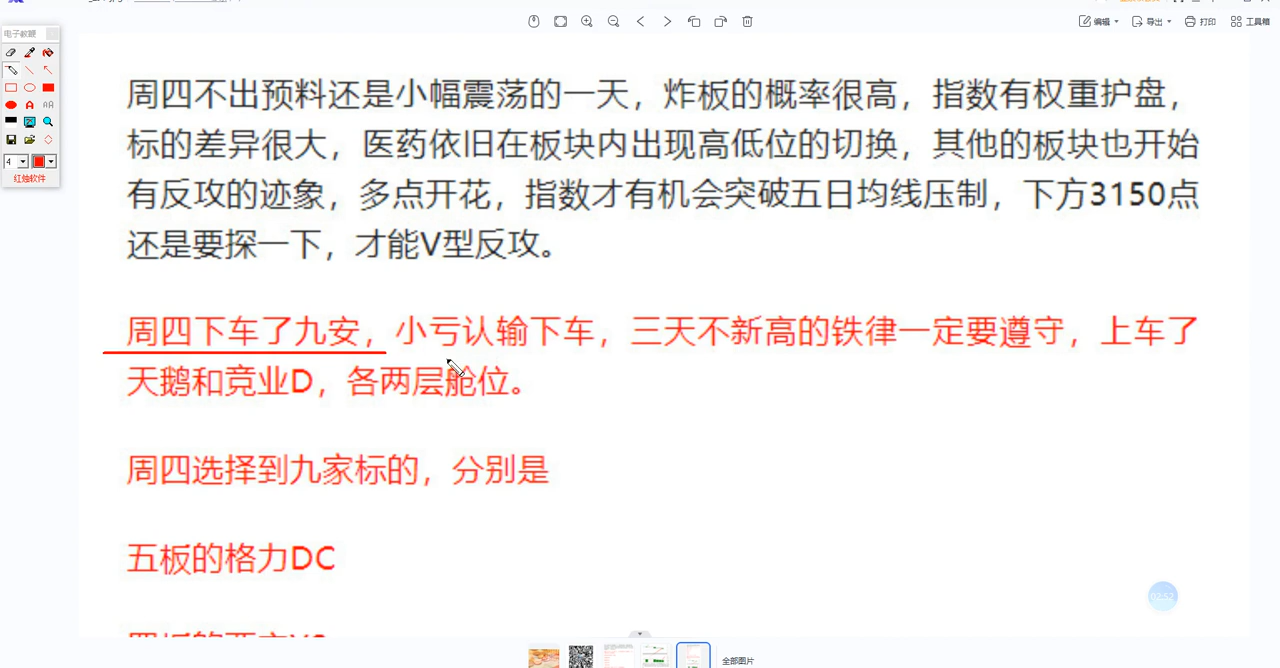 编辑 导出 打印 工具箱
电子教鞭
周四不出预料还是小幅震荡的一天，炸板的概率很高，指数有权重护盘，
标的差异很大，医药依旧在板块内出现高低位的切换，其他的板块也开始
有反攻的迹象，多点开花，指数才有机会突破五日均线压制，下方3150点
还是要探一下，才能V型反攻。
4
红烛软件
周四下车了九安，小亏认输下车，三天不新高的铁律一定要遵守，上车了
天鹅和竞业D，各两层舱位。
周四选择到九家标的，分别是
五板的格力DC
02:52
全部图片